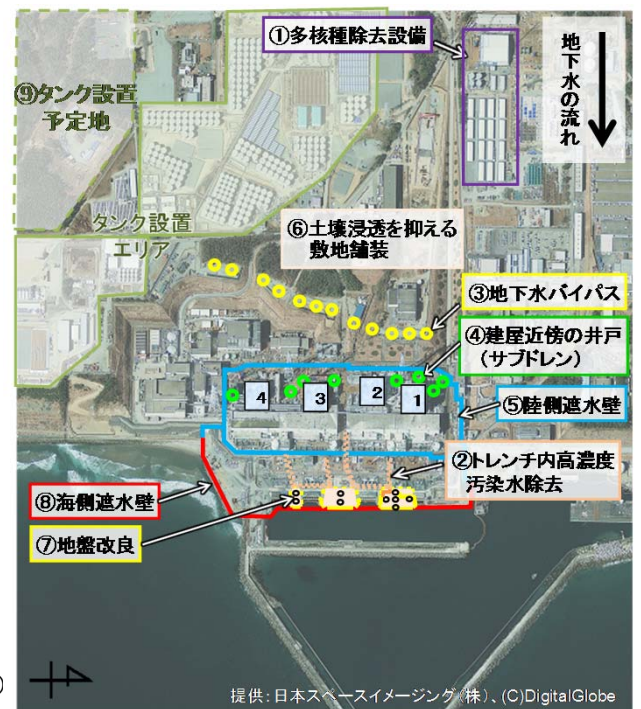 ①多核種除去設備
地下水の流れ
⑨タンク設置
予定地
タンク設置
エリア
⑥土壌浸透を抑える
敷地舗装
③地下水バイパス
④建屋近傍の井戸
(サブドレン)
4
3
2
1
⑤陸側遮水壁
②トレンチ内高濃度
汚染水除去
⑧海側遮水壁
⑦地盤改良
提供:日本スペースイメージング(株)、(C)DigitalGlobe